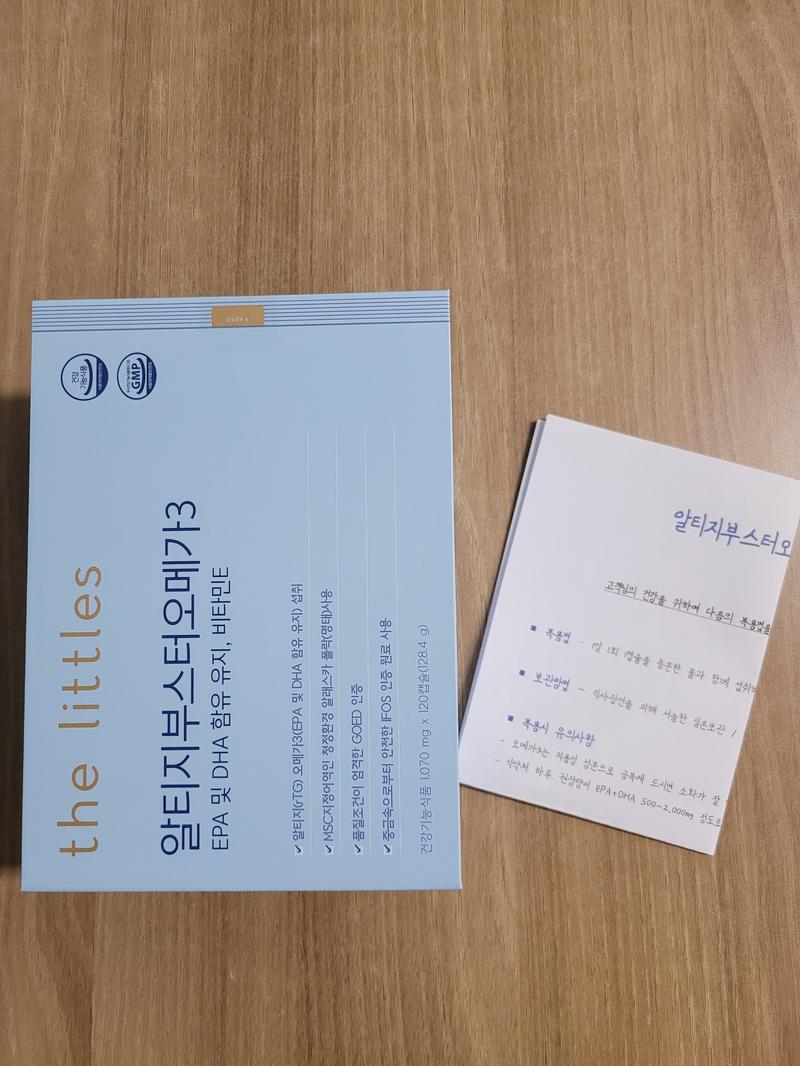 index
건강
기능식품
GMP
the littles
알티지부스터오메가3
EPA 및 DHA 함유 유지, 비타민E
✓ 알티지(rTG) 오메가3(EPA 및 DHA 함유 유지) 섭취
✓ MSC지정어역인 청정환경 알래스카 폴락(명태)사용
✓ 품질조건이 엄격한 GOED 인증
✓ 중금속으로부터 안전한 IFOS 인증 원료 사용
건강기능식품 1,070 mg x 120캡슐(128.4 g)
알티지부스터오
고객님의 건강을 위하여 다음의 복용법을
■ 복용법 - 1일 1회 1캡슐을 충분한 물과 함께 섭취하
■ 보관방법 - 직사광선을 피해 서늘한 실온보관 /
■ 복용시 유의사항
- 오메가3는 지용성 성분으로 공복에 드시면 소화가 잘
- 식약처 하루 권장량이 EPA+DHA 500~2,000mg 정도로